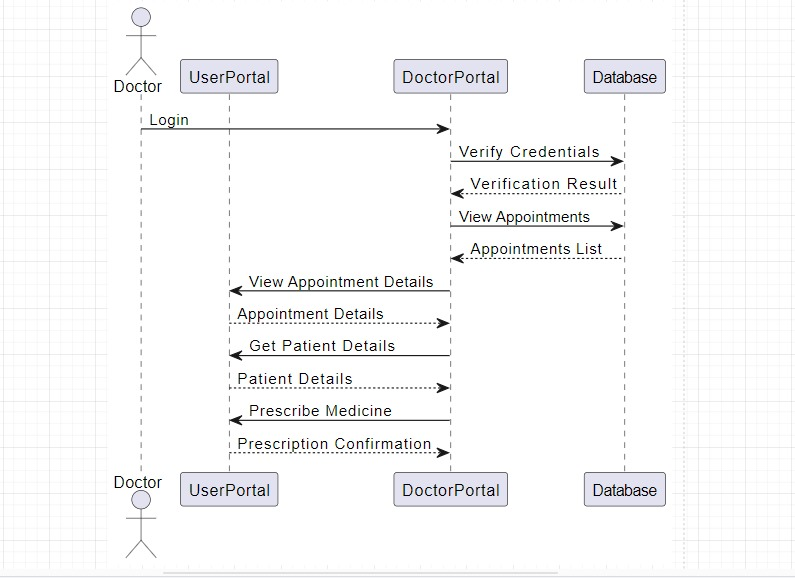 Doctor
UserPortal
DoctorPortal
Database
Login
Verify Credentials
Verification Result
View Appointments
Appointments List
View Appointment Details
Appointment Details
Get Patient Details
Patient Details
Prescribe Medicine
Prescription Confirmation
Doctor
UserPortal
DoctorPortal
Database